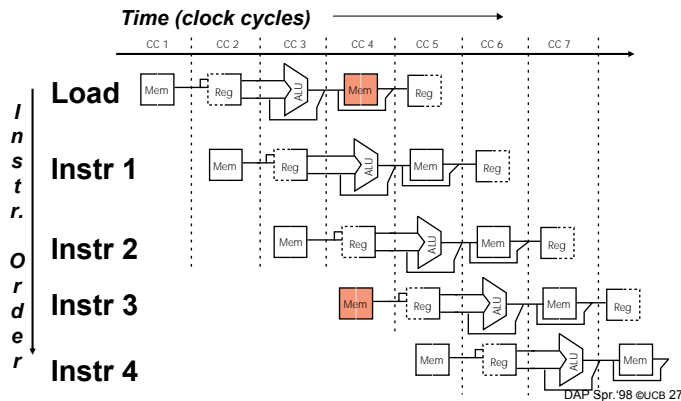 Time (clock cycles)
CC 1 CC 2 CC 3 CC 4 CC 5 CC 6 CC 7
Instr. Order
Load Mem Reg ALU Mem Reg
Instr 1 Mem Reg ALU Mem Reg
Instr 2 Mem Reg ALU Mem Reg
Instr 3 Mem Reg ALU Mem Reg
Instr 4 Mem Reg ALU Mem
DAP Spr.'98 ©UCB 27